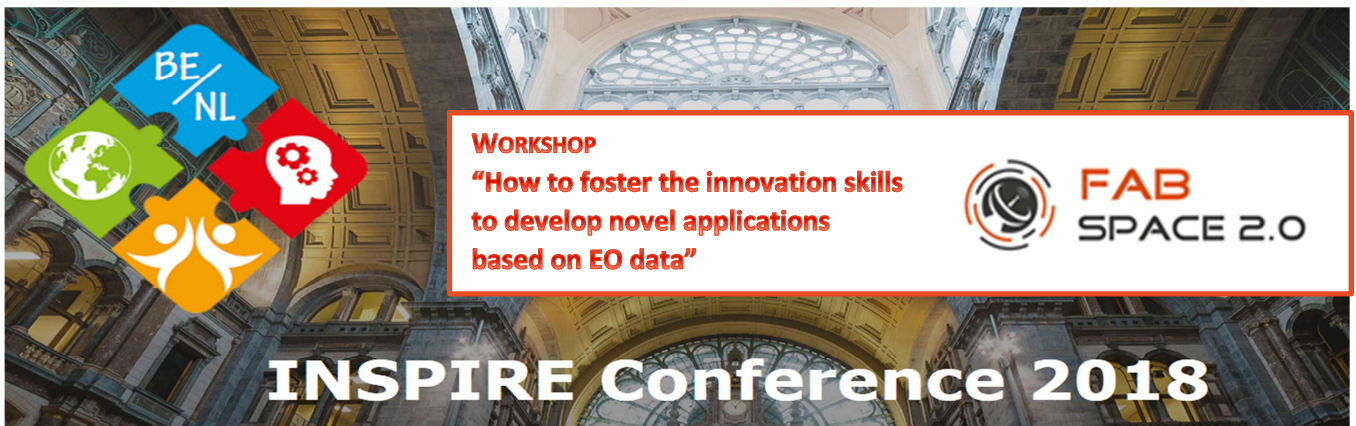 BE/
NL
WORKSHOP
“How to foster the innovation skills
to develop novel applications
based on EO data”
FAB
SPACE 2.0
INSPIRE Conference 2018